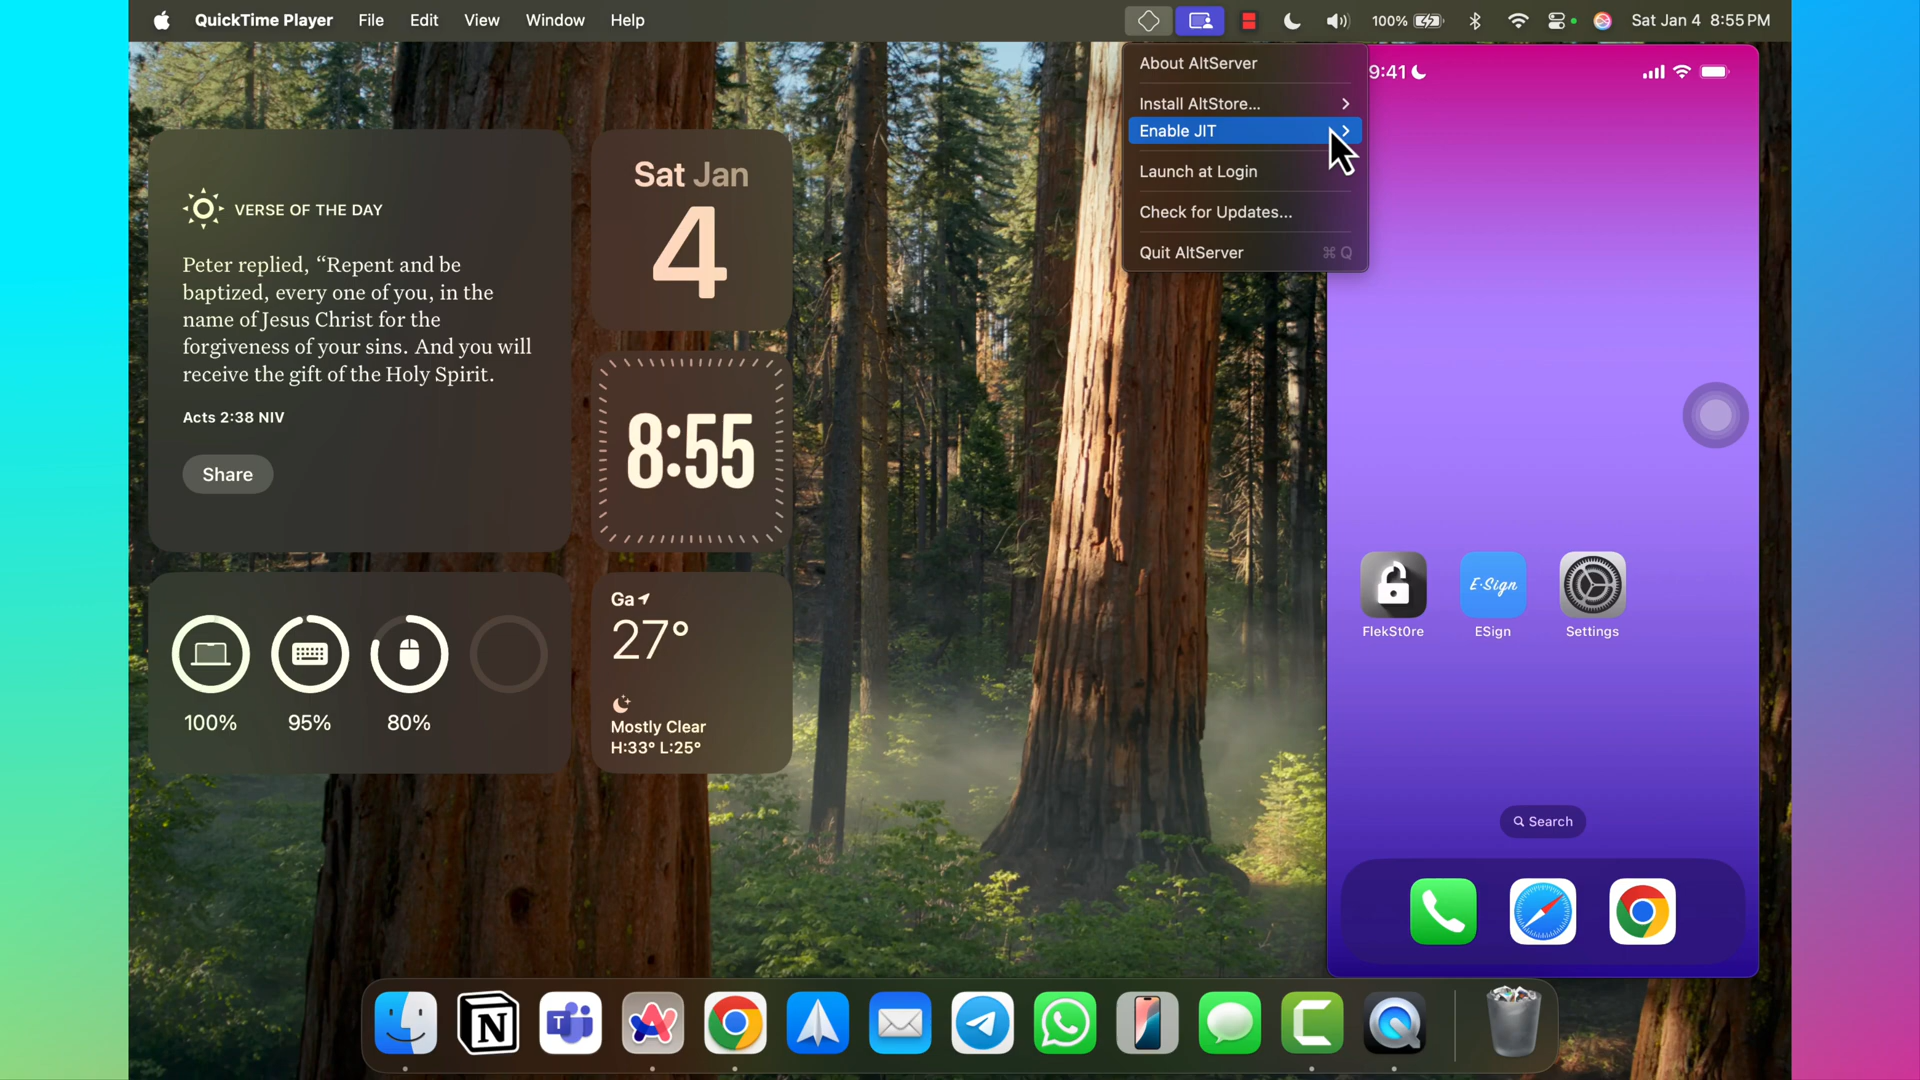 QuickTime Player File Edit View Window Help
100% Sat Jan 4 8:55 PM
About AltServer
Install AltStore...
Enable JIT
Launch at Login
Check for Updates...
Quit AltServer ⌘ Q
VERSE OF THE DAY
Peter replied, “Repent and be
baptized, every one of you, in the
name of Jesus Christ for the
forgiveness of your sins. And you will
receive the gift of the Holy Spirit.
Acts 2:38 NIV
Share
Sat Jan
4
8:55
100% 95% 80%
Ga
27°
Mostly Clear
H:33° L:25°
9:41
E·Sign
FlekSt0re ESign Settings
Search
N
T